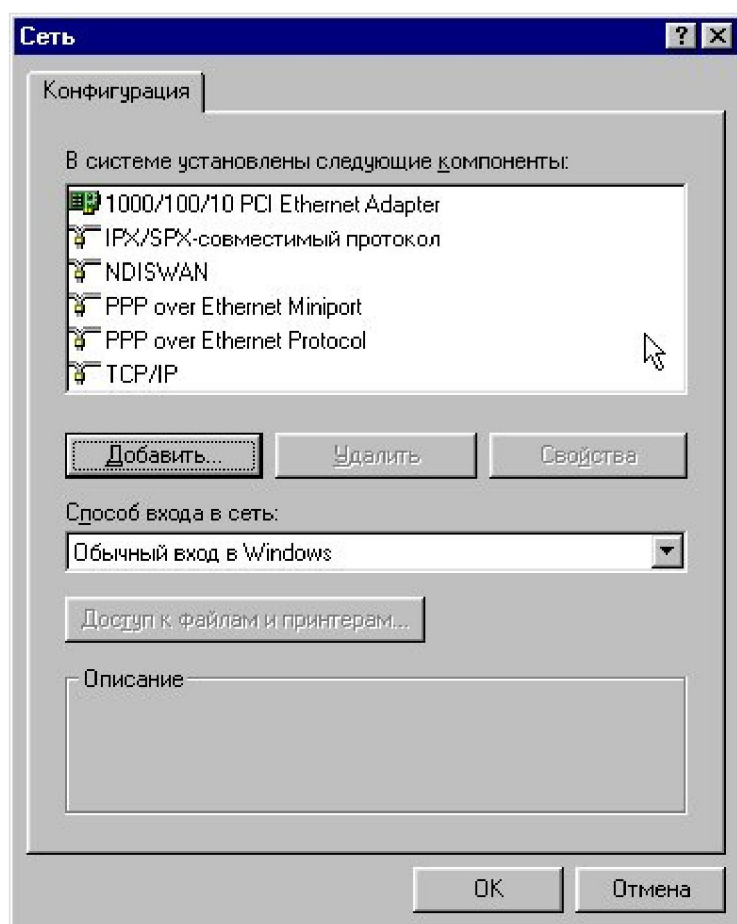 Сеть
Конфигурация
В системе установлены следующие компоненты:
1000/100/10 PCI Ethernet Adapter
IPX/SPX-совместимый протокол
NDISWAN
PPP over Ethernet Miniport
PPP over Ethernet Protocol
TCP/IP
Добавить... Удалить Свойства
Способ входа в сеть:
Обычный вход в Windows
Доступ к файлам и принтерам...
Описание
OK Отмена